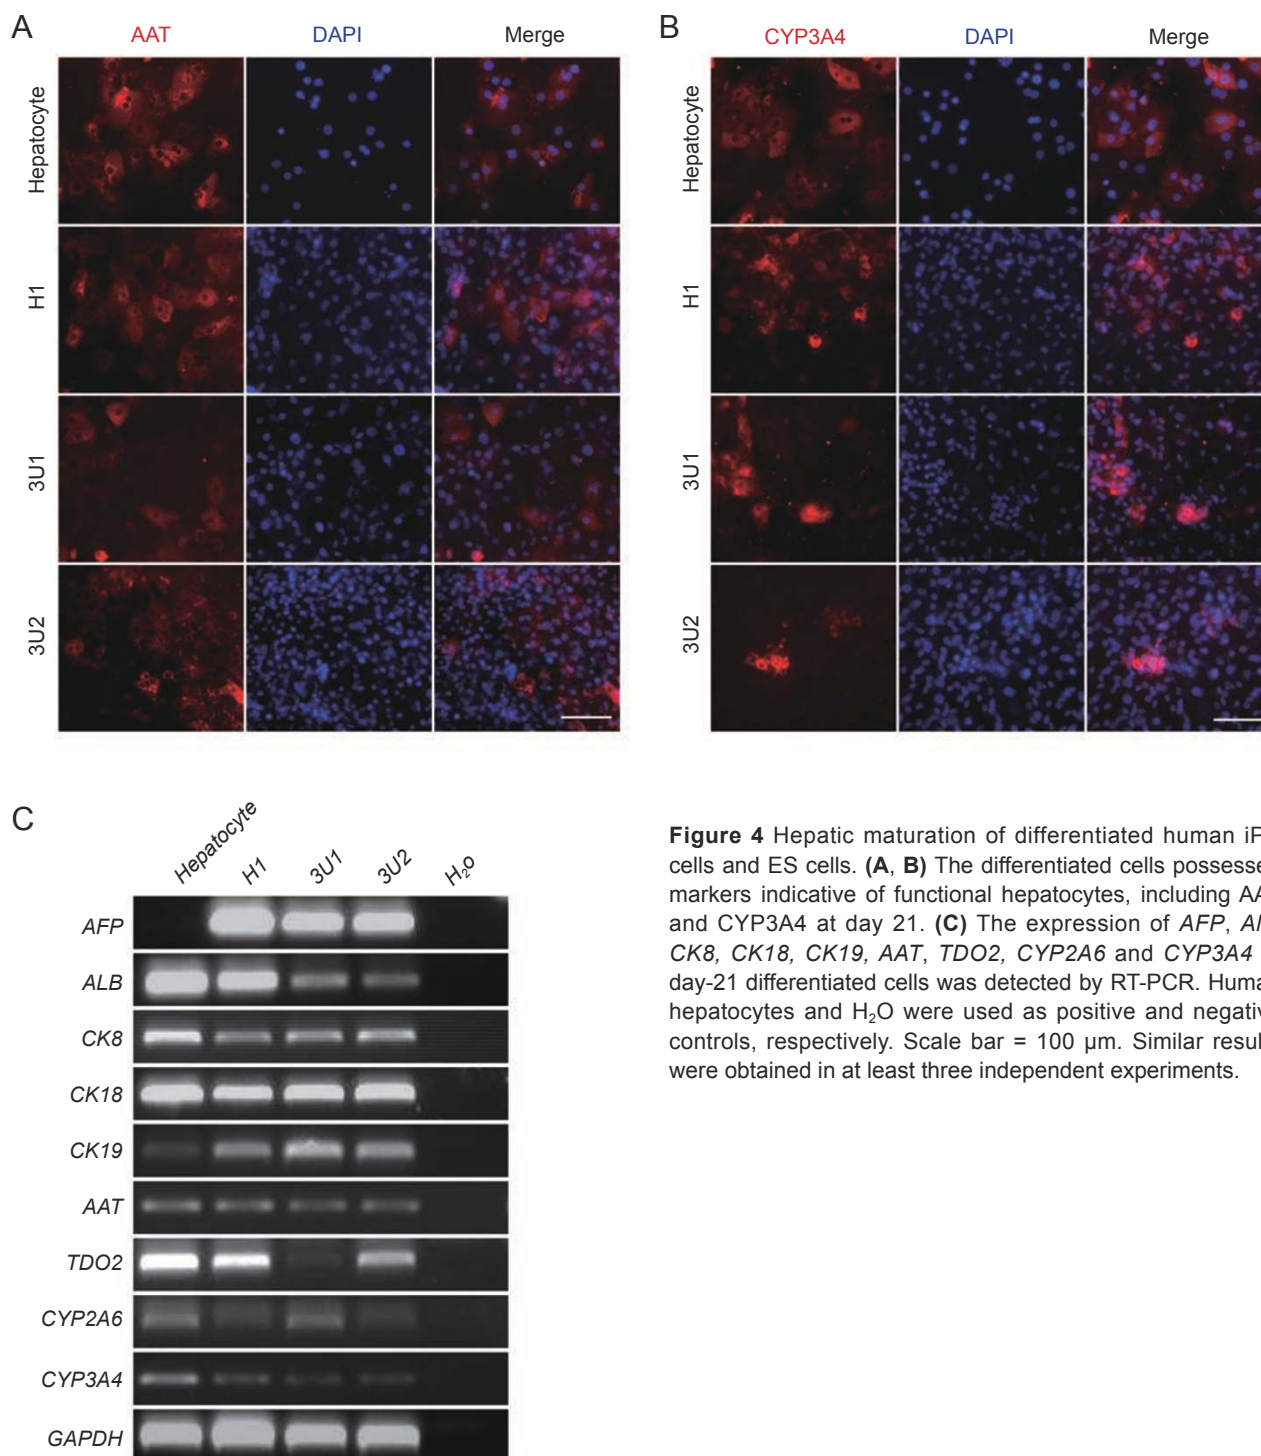 A
AAT
DAPI
Merge
Hepatocyte
H1
3U1
3U2
B
CYP3A4
DAPI
Merge
Hepatocyte
H1
3U1
3U2
C
Hepatocyte
H1
3U1
3U2
H₂o
AFP
ALB
CK8
CK18
CK19
AAT
TDO2
CYP2A6
CYP3A4
GAPDH
Figure 4 Hepatic maturation of differentiated human iP
cells and ES cells. (A, B) The differentiated cells possesse
markers indicative of functional hepatocytes, including AA
and CYP3A4 at day 21. (C) The expression of AFP, Al
CK8, CK18, CK19, AAT, TDO2, CYP2A6 and CYP3A4
day-21 differentiated cells was detected by RT-PCR. Huma
hepatocytes and H₂O were used as positive and negativ
controls, respectively. Scale bar = 100 µm. Similar resul
were obtained in at least three independent experiments.